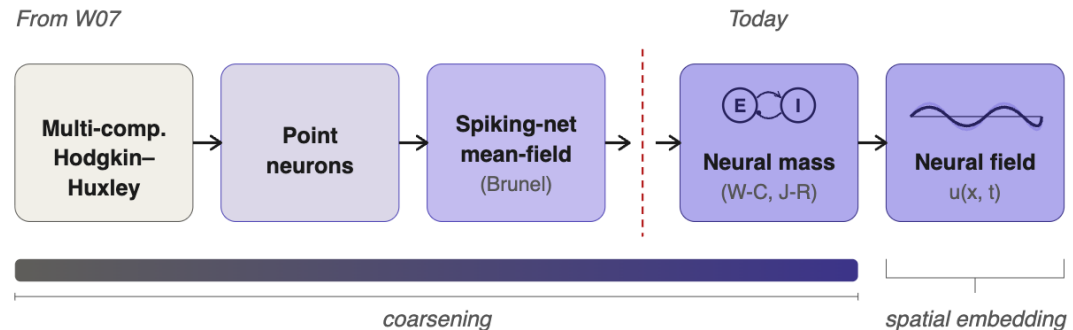 From W07
Today
Multi-comp.
Hodgkin–
Huxley
Point
neurons
Spiking-net
mean-field
(Brunel)
E I
Neural mass
(W-C, J-R)
Neural field
u(x, t)
coarsening
spatial embedding